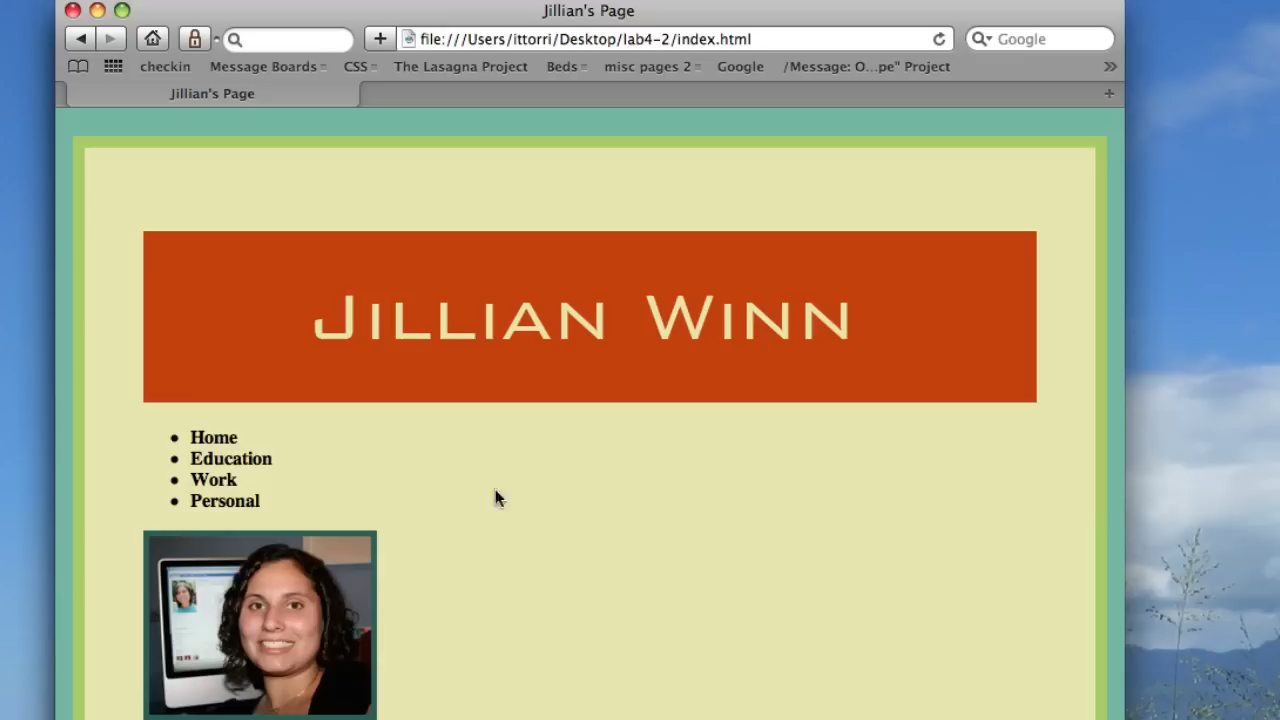 Jillian's Page
file:///Users/ittorri/Desktop/lab4-2/index.html
Google
checkin Message Boards CSS The Lasagna Project Beds misc pages 2 Google /Message: O...pe" Project
Jillian's Page
Jillian Winn
Home
Education
Work
Personal